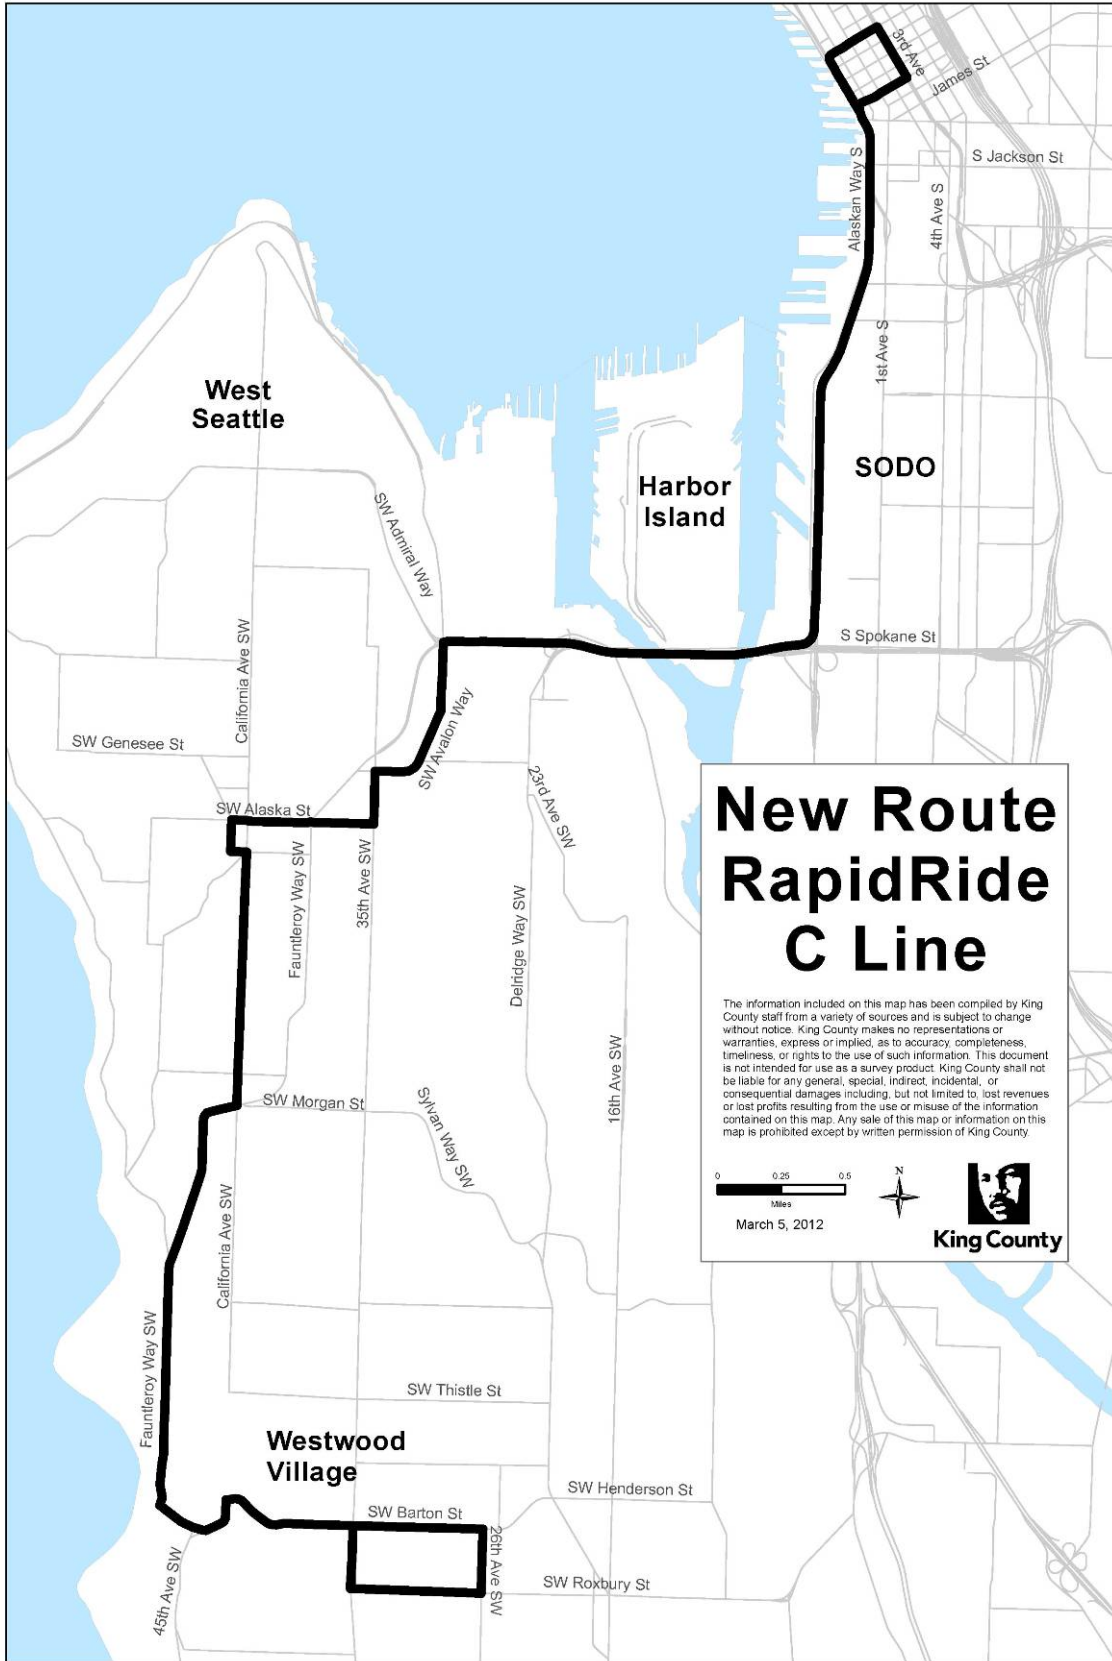 3rd Ave
James St
S Jackson St
Alaskan Way S
4th Ave S
1st Ave S
West
Seattle
SODO
Harbor
Island
SW Admiral Way
S Spokane St
California Ave SW
SW Genesee St
SW Avalon Way
23rd Ave SW
SW Alaska St
Fauntleroy Way SW
35th Ave SW
Delridge Way SW
16th Ave SW
New Route
RapidRide
C Line
The information included on this map has been compiled by King
County staff from a variety of sources and is subject to change
without notice. King County makes no representations or
warranties, express or implied, as to accuracy, completeness,
timeliness, or rights to the use of such information. This document
is not intended for use as a survey product. King County shall not
be liable for any general, special, indirect, incidental, or
consequential damages including, but not limited to, lost revenues
or lost profits resulting from the use or misuse of the information
contained on this map. Any sale of this map or information on this
map is prohibited except by written permission of King County.
0 0.25 0.5
Miles
N
March 5, 2012
King County
SW Morgan St
Sylvan Way SW
California Ave SW
Fauntleroy Way SW
SW Thistle St
Westwood
Village
SW Henderson St
SW Barton St
26th Ave SW
SW Roxbury St
45th Ave SW